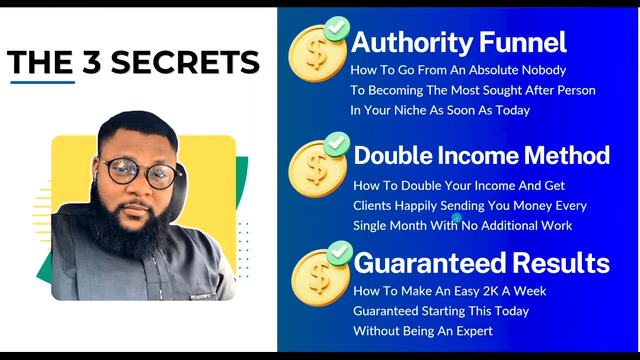 THE 3 SECRETS
Authority Funnel
How To Go From An Absolute Nobody
To Becoming The Most Sought After Person
In Your Niche As Soon As Today
Double Income Method
How To Double Your Income And Get
Clients Happily Sending You Money Every
Single Month With No Additional Work
Guaranteed Results
How To Make An Easy 2K A Week
Guaranteed Starting This Today
Without Being An Expert